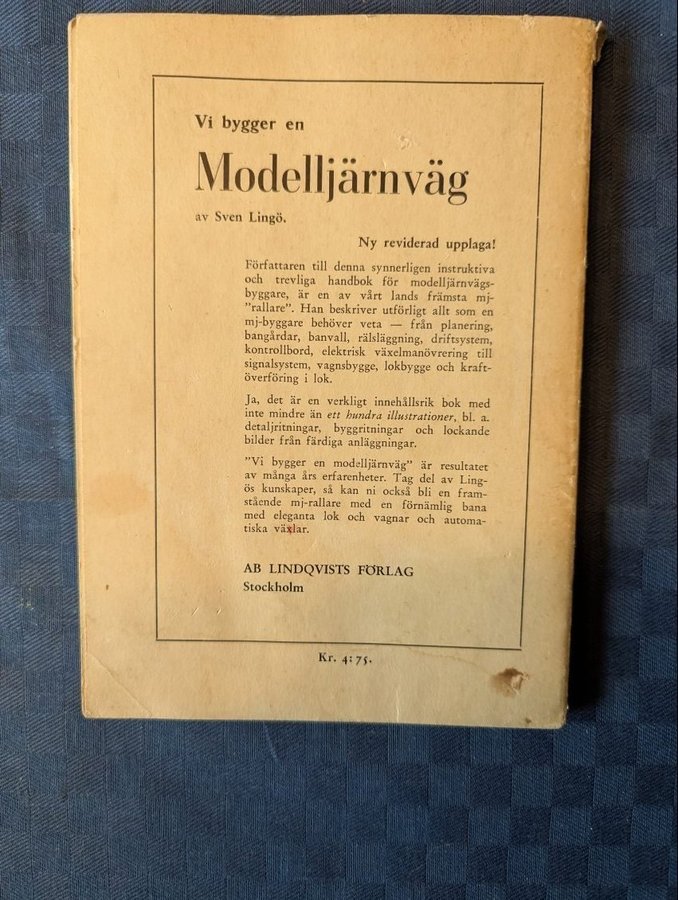 Vi bygger en
Modelljärnväg
av Sven Lingö.
Ny reviderad upplaga!
Författaren till denna synnerligen instruktiva
och trevliga handbok för modelljärnvägs-
byggare, är en av vårt lands främsta mj-
"rallare". Han beskriver utförligt allt som en
mj-byggare behöver veta — från planering,
bangårdar, banvall, rälsläggning, driftsystem,
kontrollbord, elektrisk växelmanövrering till
signalsystem, vagnsbygge, lokbygge och kraft-
överföring i lok.
Ja, det är en verkligt innehållsrik bok med
inte mindre än ett hundra illustrationer, bl. a.
detaljritningar, byggritningar och lockande
bilder från färdiga anläggningar.
"Vi bygger en modelljärnväg" är resultatet
av många års erfarenheter. Tag del av Ling-
ös kunskaper, så kan ni också bli en fram-
stående mj-rallare med en förnämlig bana
med eleganta lok och vagnar och automa-
tiska växlar.
AB LINDQVISTS FÖRLAG
Stockholm
Kr. 4:75.